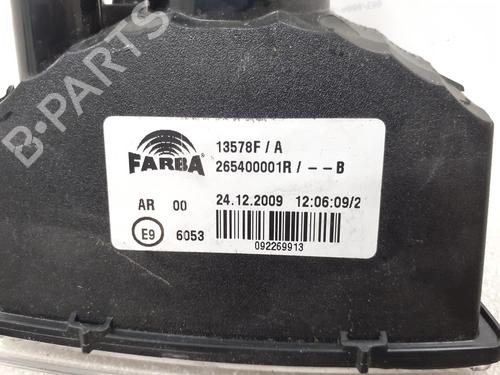 B-PARTS
FARBA®
13578F / A
265400001R / - - B
AR 00 24.12.2009 12:06:09/2
E9 6053
092269913